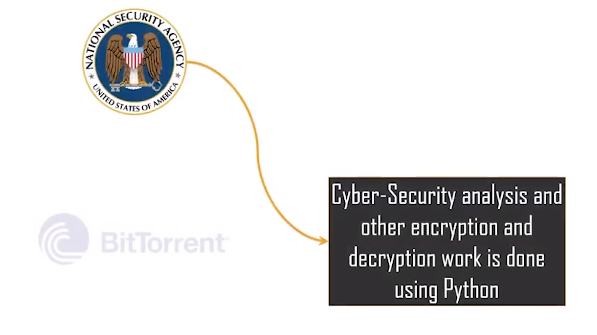 NATIONAL SECURITY AGENCY
UNITED STATES OF AMERICA
Cyber-Security analysis and
other encryption and
decryption work is done
using Python
BitTorrent